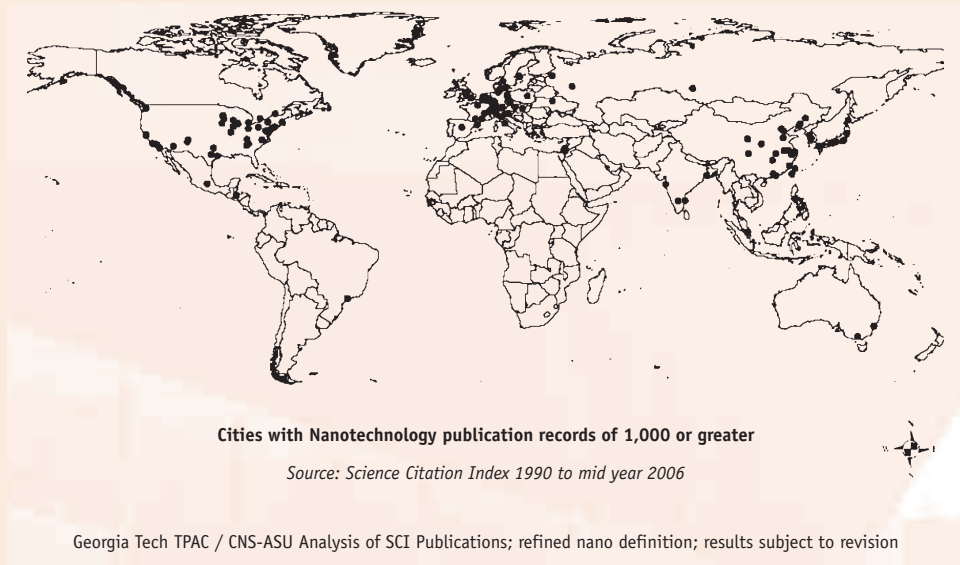 Cities with Nanotechnology publication records of 1,000 or greater
Source: Science Citation Index 1990 to mid year 2006
Georgia Tech TPAC / CNS-ASU Analysis of SCI Publications; refined nano definition; results subject to revision